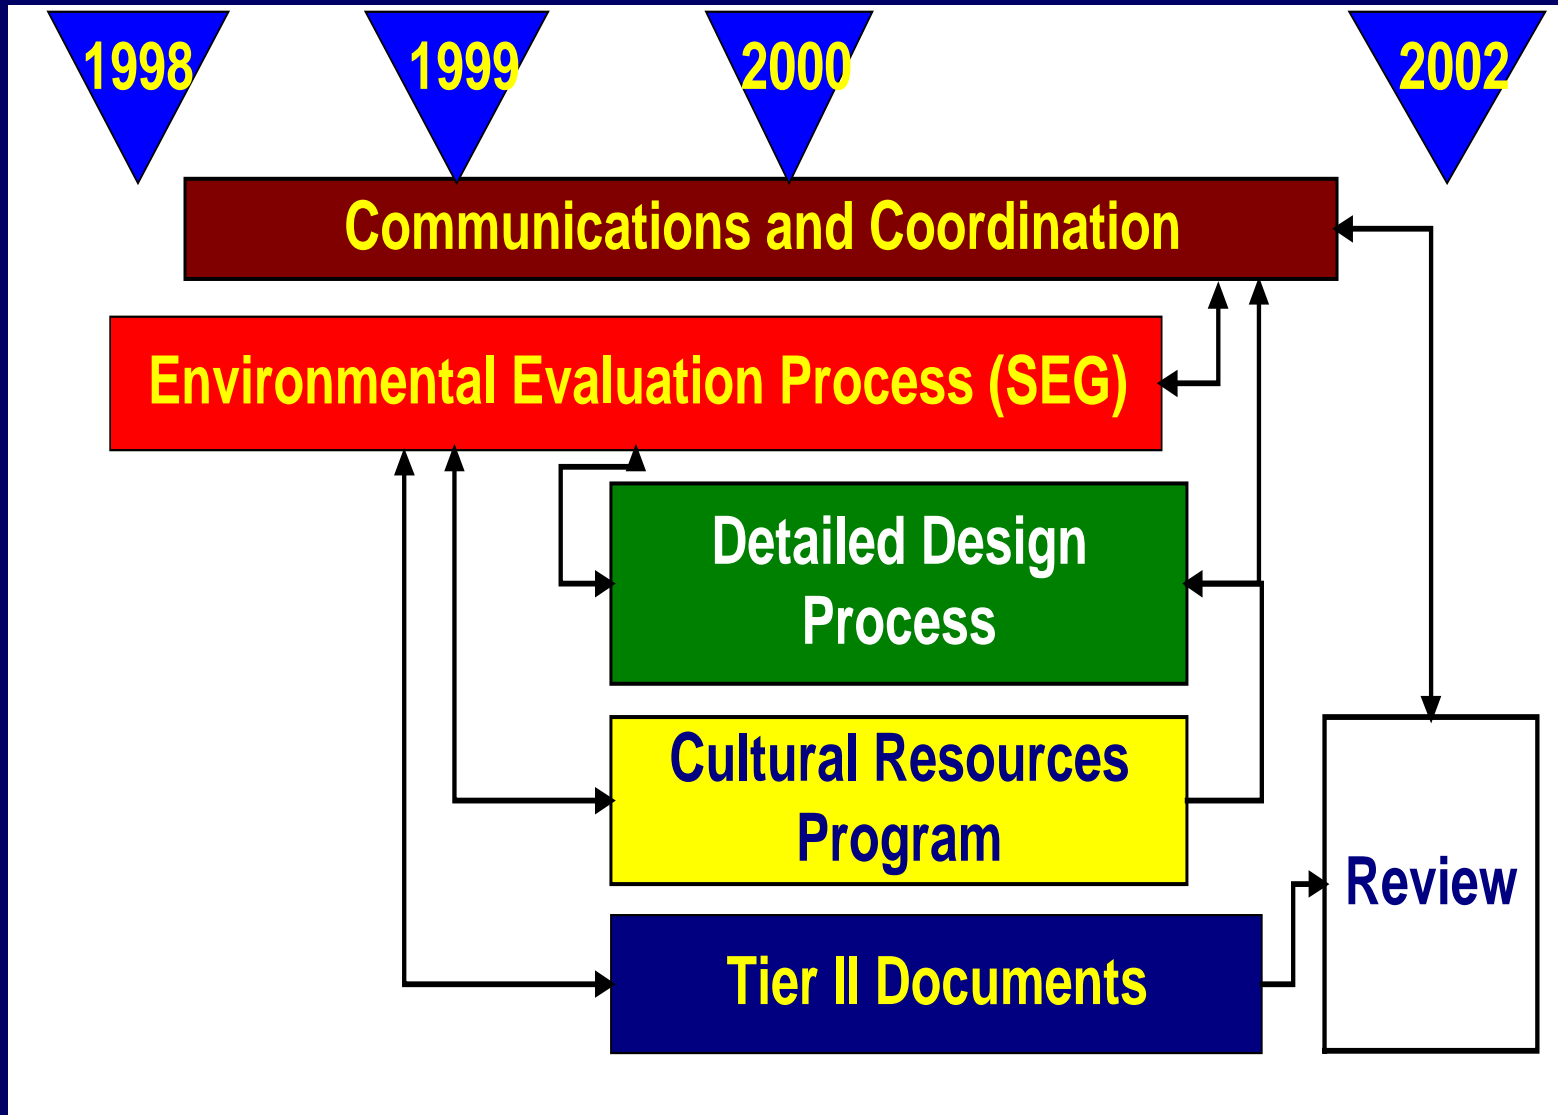 1998
1999
2000
2002
Communications and Coordination
Environmental Evaluation Process (SEG)
Detailed Design
Process
Cultural Resources
Program
Review
Tier II Documents